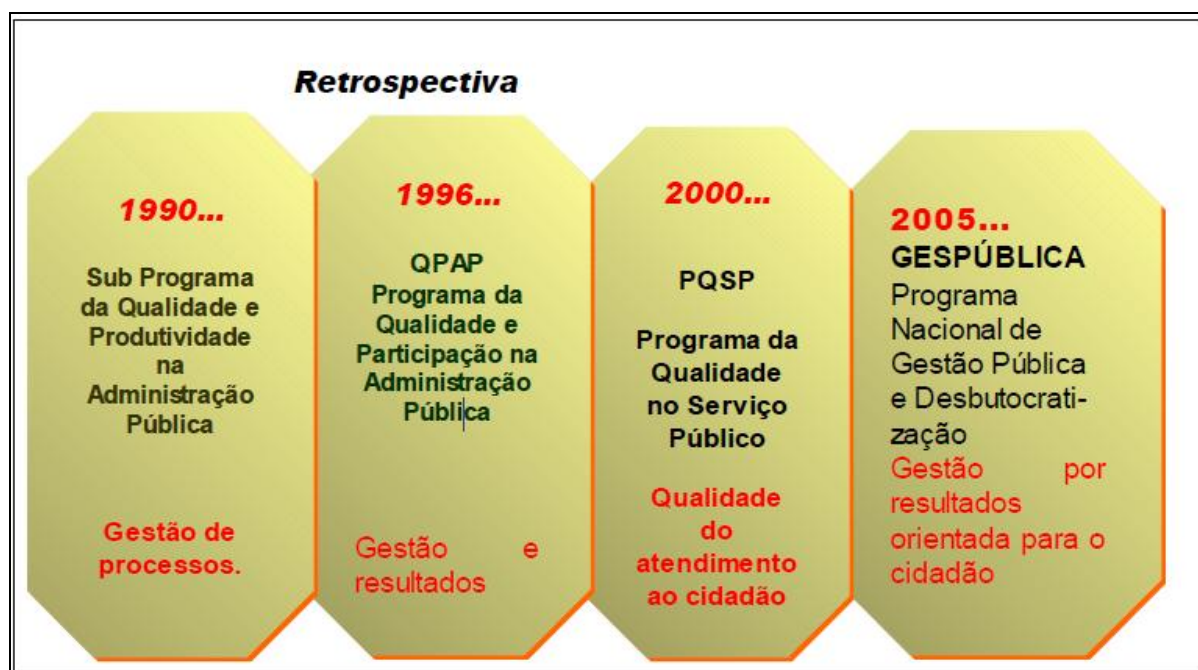 Retrospectiva
1990...
Sub Programa
da Qualidade e
Produtividade
na
Administração
Pública
Gestão de
processos.
1996...
QPAP
Programa da
Qualidade e
Participação na
Administração
Pública
Gestão e
resultados
2000...
PQSP
Programa da
Qualidade
no Serviço
Público
Qualidade
do
atendimento
ao cidadão
2005...
GESPÚBLICA
Programa
Nacional de
Gestão Pública
e Desbutocrati-
zação
Gestão por
resultados
orientada para o
cidadão